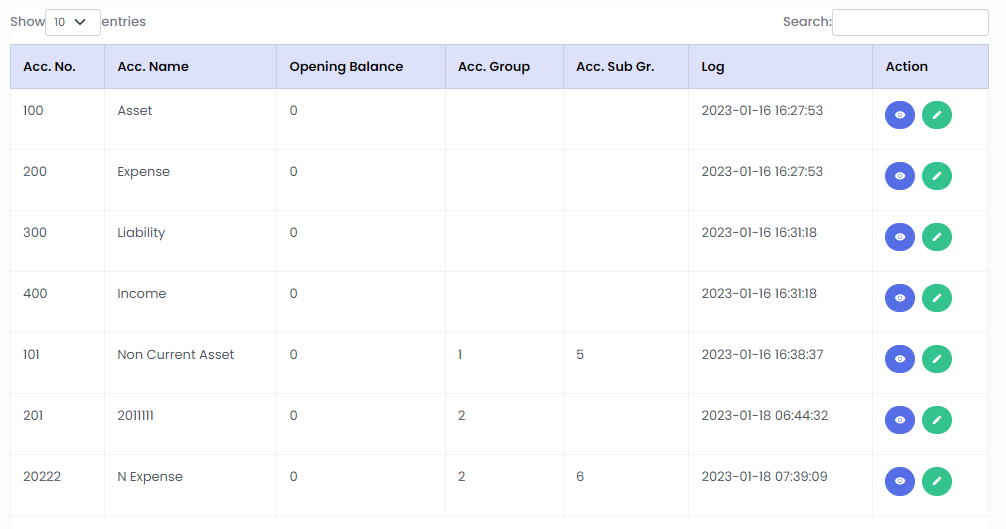 Show 10 entries Search:
Acc. No. Acc. Name Opening Balance Acc. Group Acc. Sub Gr. Log Action
100 Asset 0 2023-01-16 16:27:53
200 Expense 0 2023-01-16 16:27:53
300 Liability 0 2023-01-16 16:31:18
400 Income 0 2023-01-16 16:31:18
101 Non Current Asset 0 1 5 2023-01-16 16:38:37
201 2011111 0 2 2023-01-18 06:44:32
20222 N Expense 0 2 6 2023-01-18 07:39:09